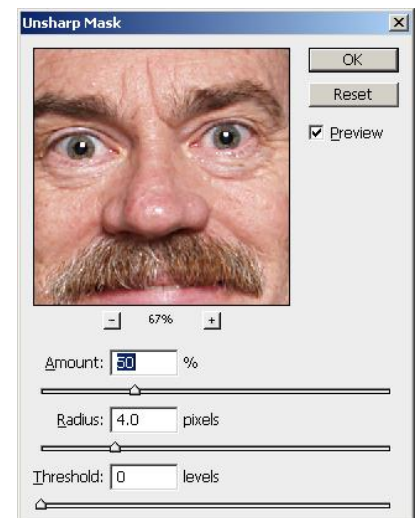 Unsharp Mask
OK
Reset
Preview
- 67% +
Amount: 50 %
Radius: 4.0 pixels
Threshold: 0 levels